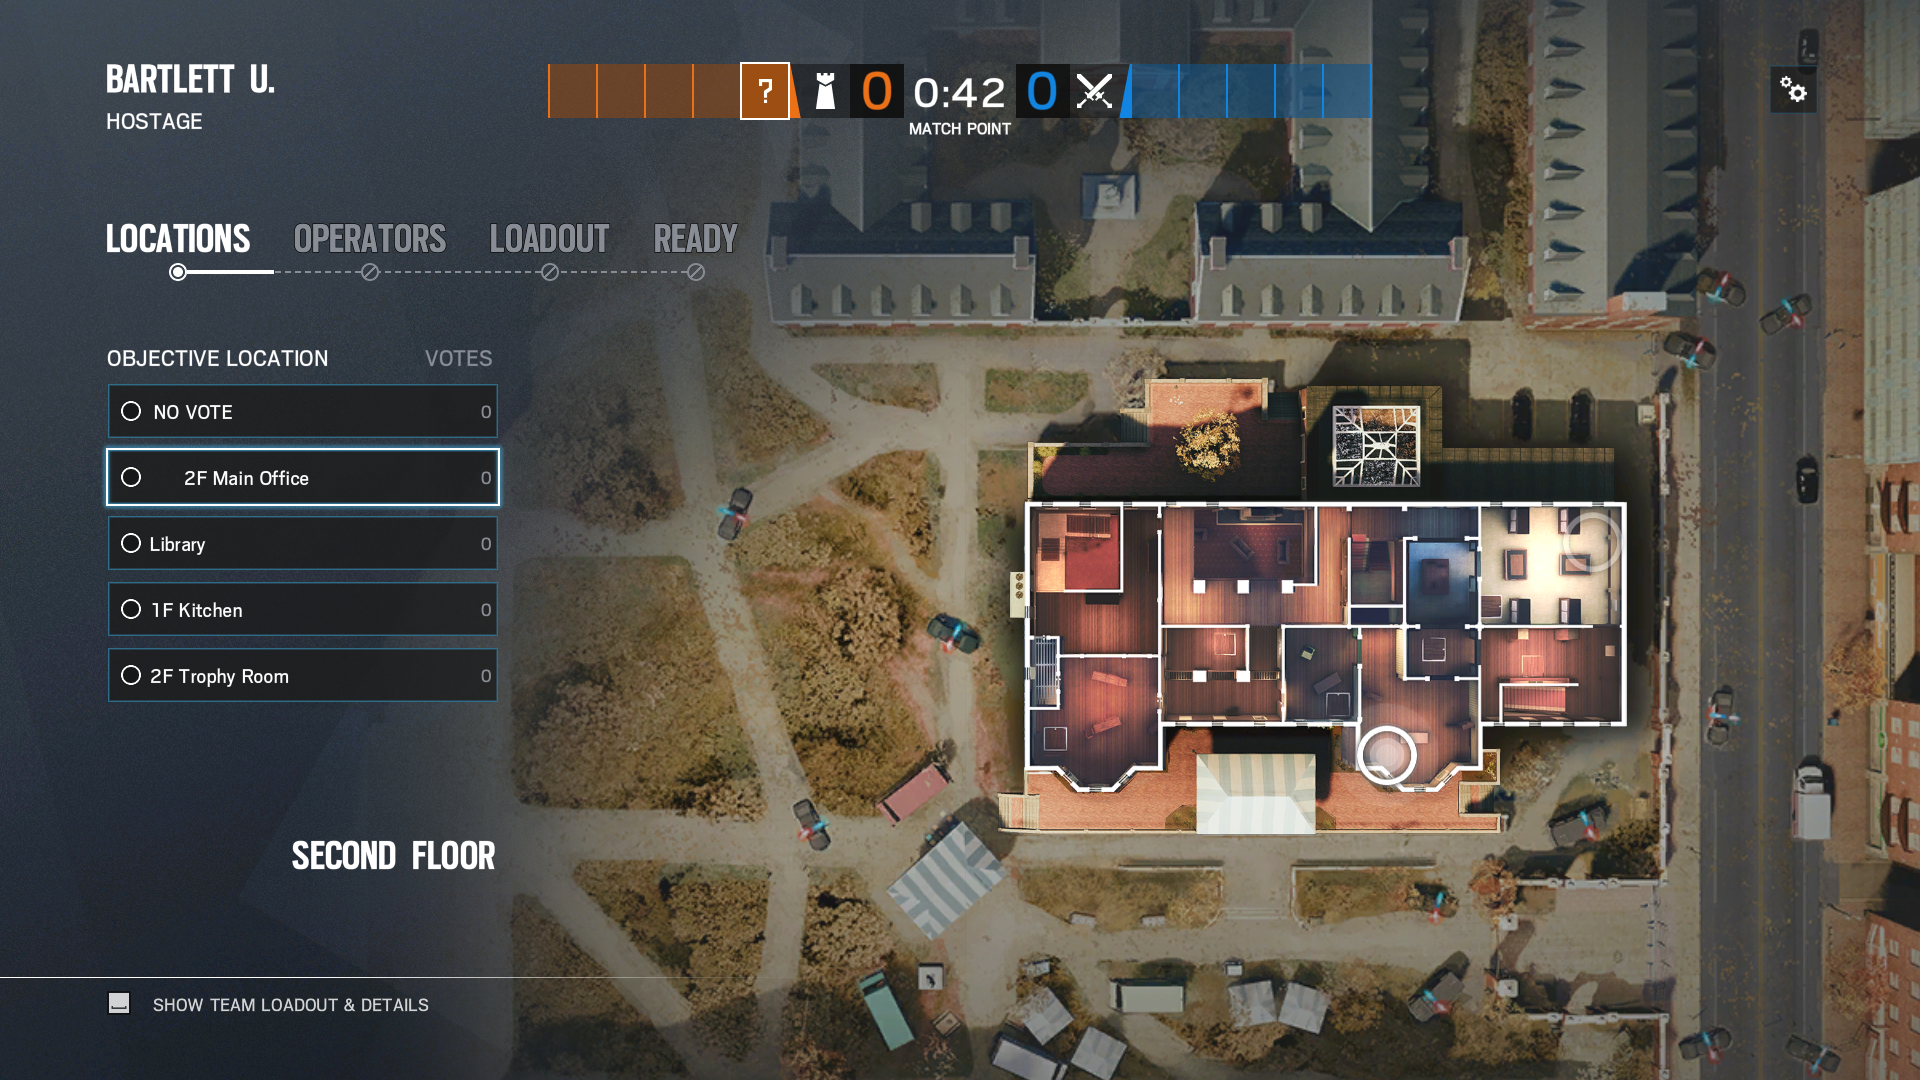 BARTLETT U.
HOSTAGE
?
0
0:42
0
MATCH POINT
LOCATIONS
OPERATORS
LOADOUT
READY
OBJECTIVE LOCATION
VOTES
NO VOTE
0
2F Main Office
0
Library
0
1F Kitchen
0
2F Trophy Room
0
SECOND FLOOR
SHOW TEAM LOADOUT & DETAILS